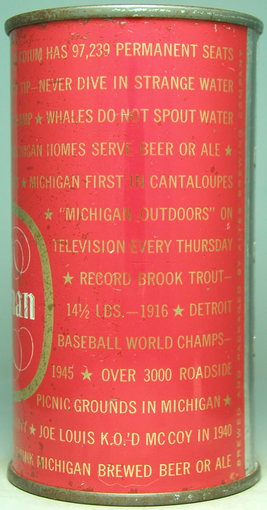 HAS 97,239 PERMANENT SEATS
TIP—NEVER DIVE IN STRANGE WATER
★ WHALES DO NOT SPOUT WATER
HOMES SERVE BEER OR ALE ★
★ MICHIGAN FIRST IN CANTALOUPES
★ "MICHIGAN OUTDOORS" ON
TELEVISION EVERY THURSDAY
★ RECORD BROOK TROUT—
14½ LBS.—1916 ★ DETROIT
BASEBALL WORLD CHAMPS—
1945 ★ OVER 3000 ROADSIDE
PICNIC GROUNDS IN MICHIGAN ★
★ JOE LOUIS K.O.'D MC COY IN 1940
MICHIGAN BREWED BEER OR ALE